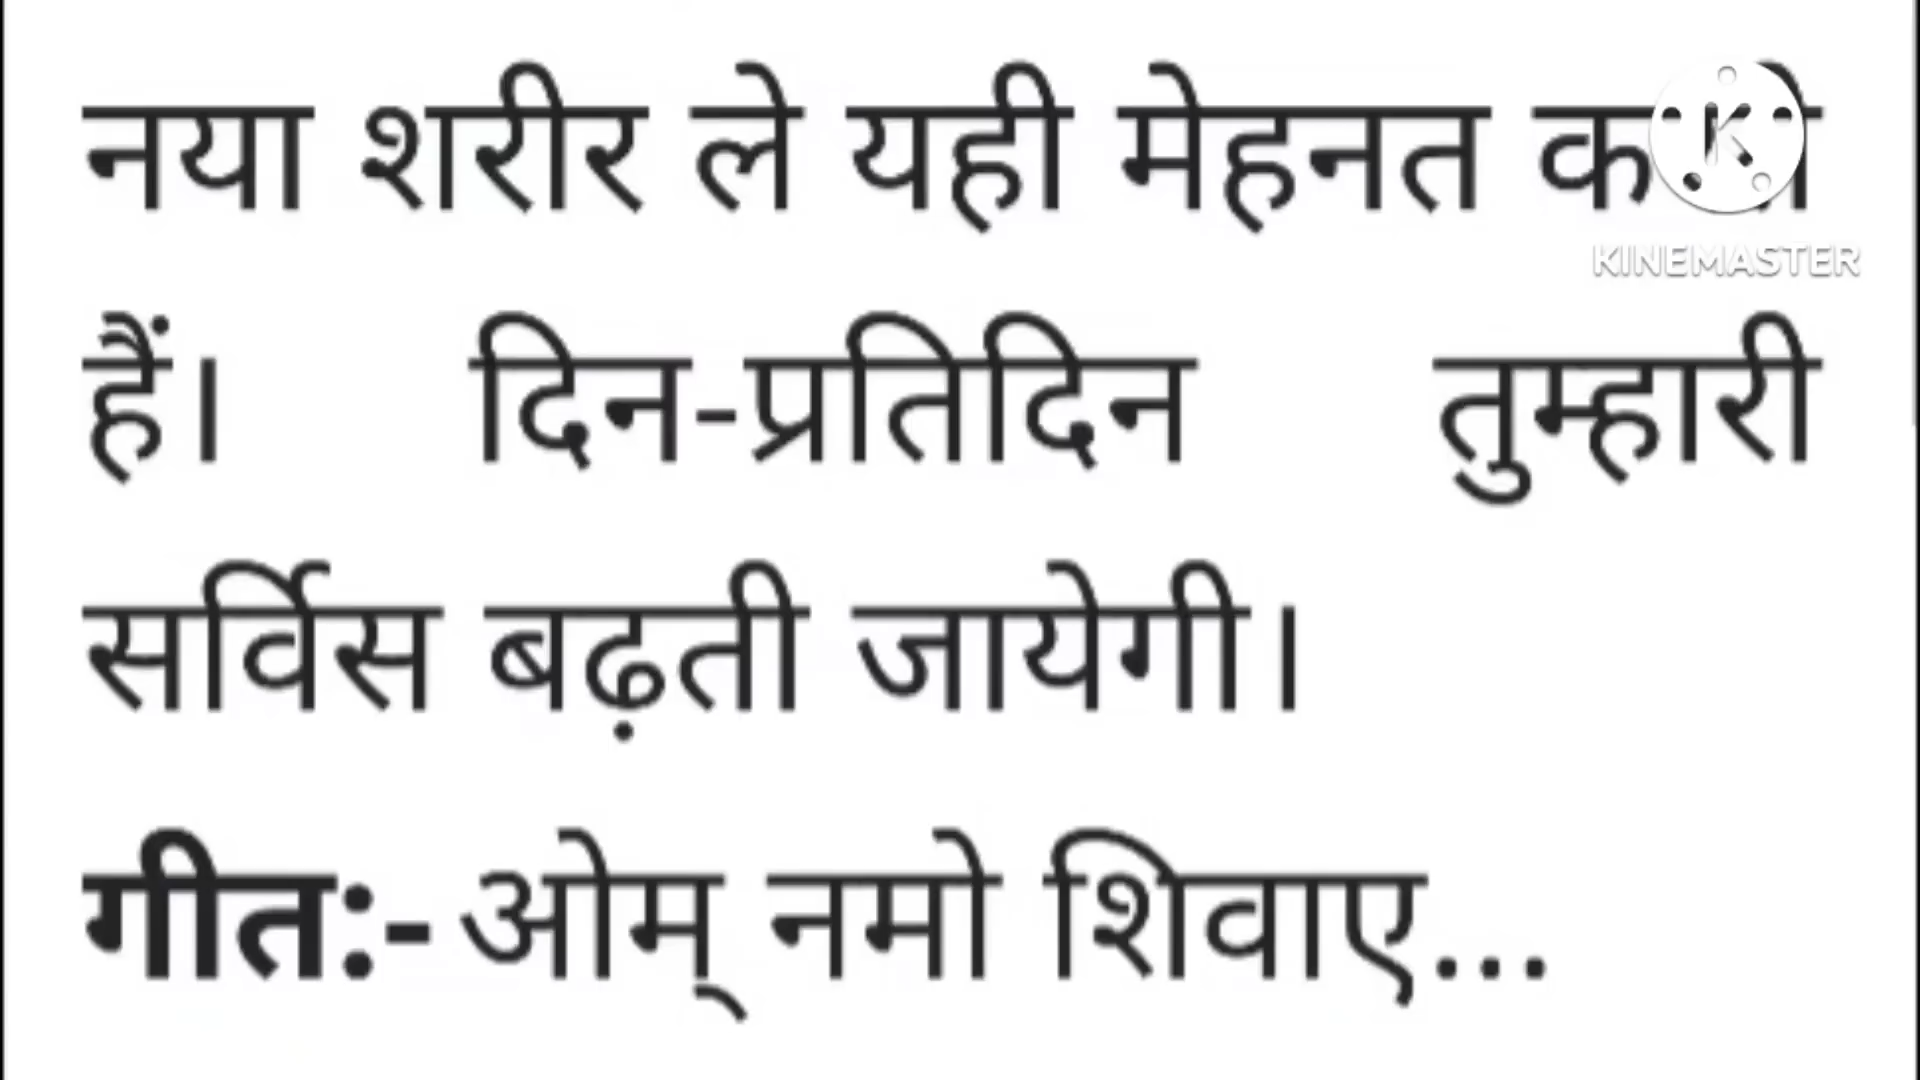 नया शरीर ले यही मेहनत
KINEMASTER
हैं। दिन-प्रतिदिन तुम्हारी
सर्विस बढ़ती जायेगी।
गीत:- ओम् नमो शिवाए...